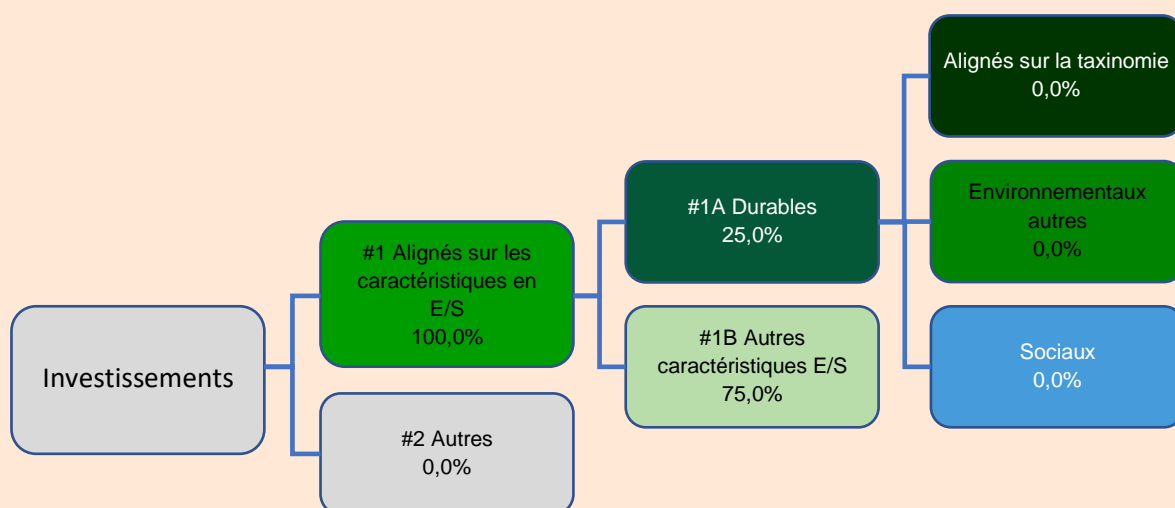 Investissements
#1 Alignés sur les
caractéristiques en
E/S
100,0%
#2 Autres
0,0%
#1A Durables
25,0%
#1B Autres
caractéristiques E/S
75,0%
Alignés sur la taxinomie
0,0%
Environnementaux
autres
0,0%
Sociaux
0,0%